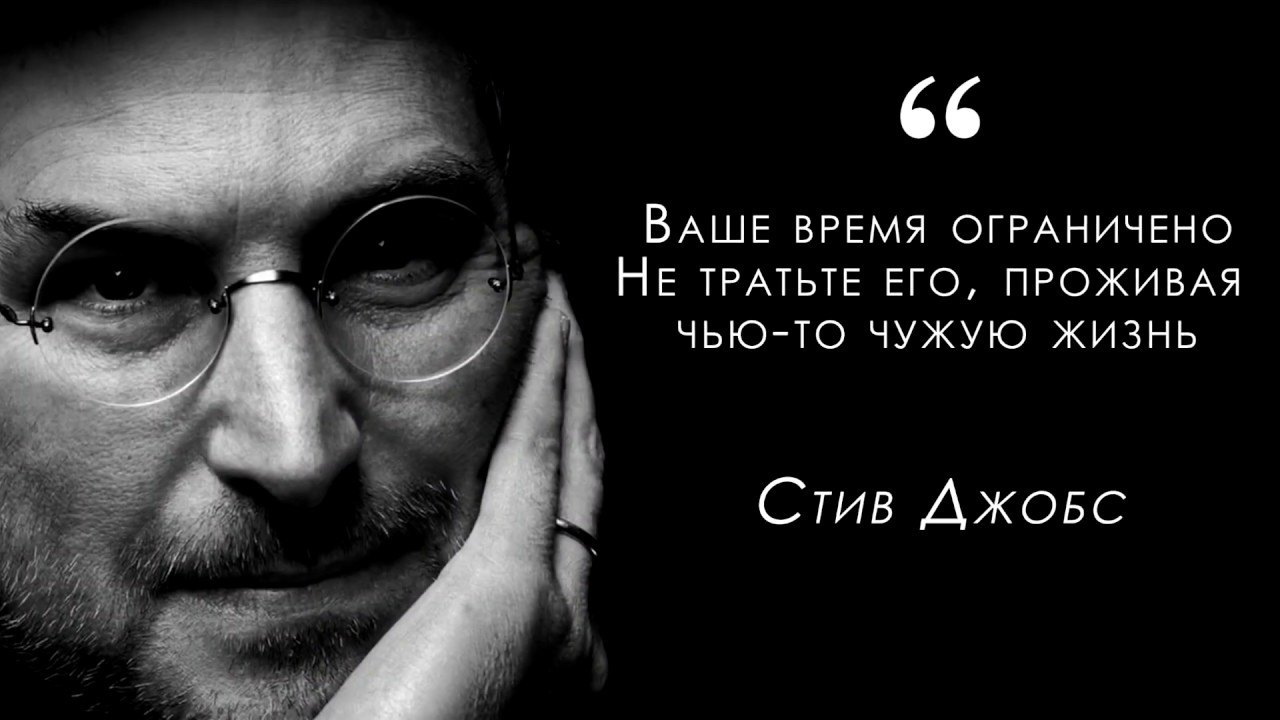 “
Ваше время ограничено
Не тратьте его, проживая
чью-то чужую жизнь
Стив Джобс